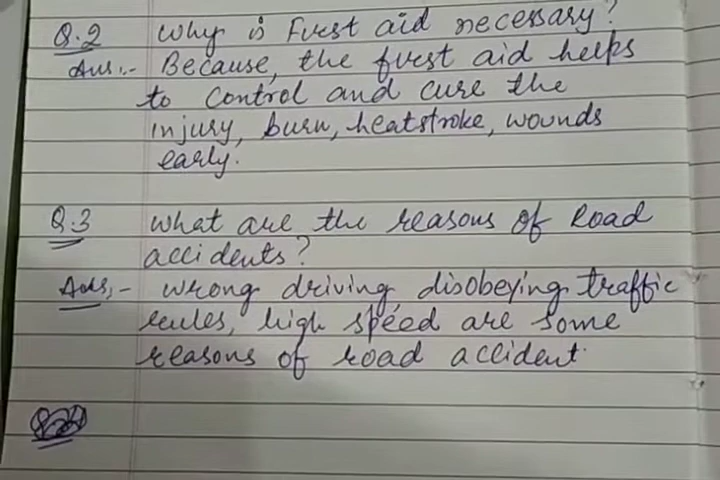 Q.2 Why is First aid necessary?
Ans:- Because, the first aid helps
to control and cure the
injury, burn, heatstroke, wounds
early.
Q.3 What are the reasons of Road
accidents?
Ans,- wrong driving, disobeying traffic
rules, high speed are some
reasons of road accident.